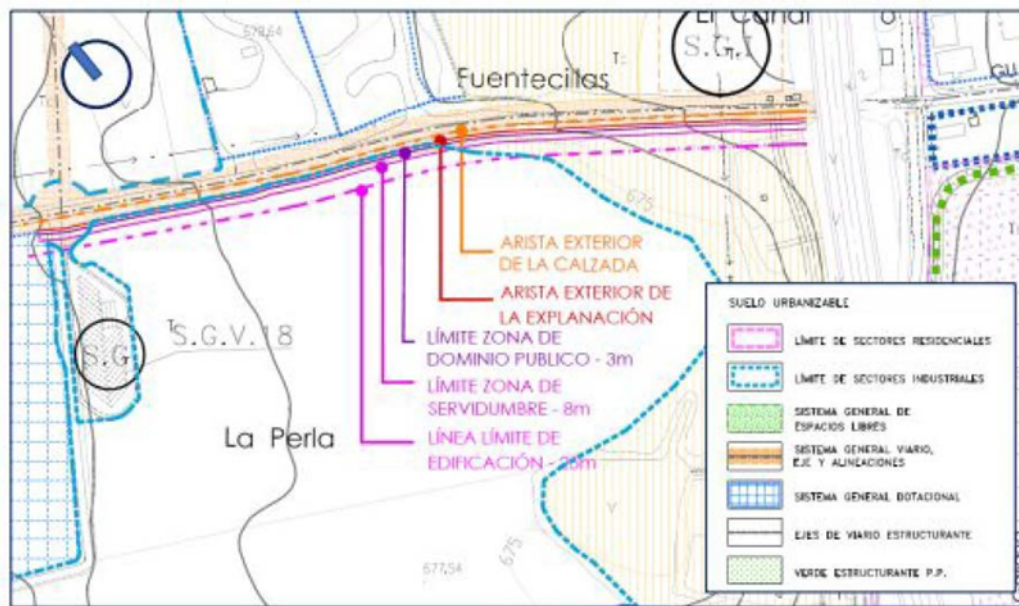 El Canal
679,64
S.G.I
Fuentecillas
675
ARISTA EXTERIOR
DE LA CALZADA
ARISTA EXTERIOR DE
LA EXPLANACIÓN
LÍMITE ZONA DE
DOMINIO PUBLICO - 3m
LÍMITE ZONA DE
SERVIDUMBRE - 8m
LÍNEA LÍMITE DE
EDIFICACIÓN - 25m
S.G.V.18
S.G
La Perla
677,54
675
SUELO URBANIZABLE
LÍMITE DE SECTORES RESIDENCIALES
LÍMITE DE SECTORES INDUSTRIALES
SISTEMA GENERAL DE
ESPACIOS LIBRES
SISTEMA GENERAL VIARIO,
EJE Y ALINEACIONES
SISTEMA GENERAL DOTACIONAL
EJES DE VIARIO ESTRUCTURANTE
VERDE ESTRUCTURANTE P.P.